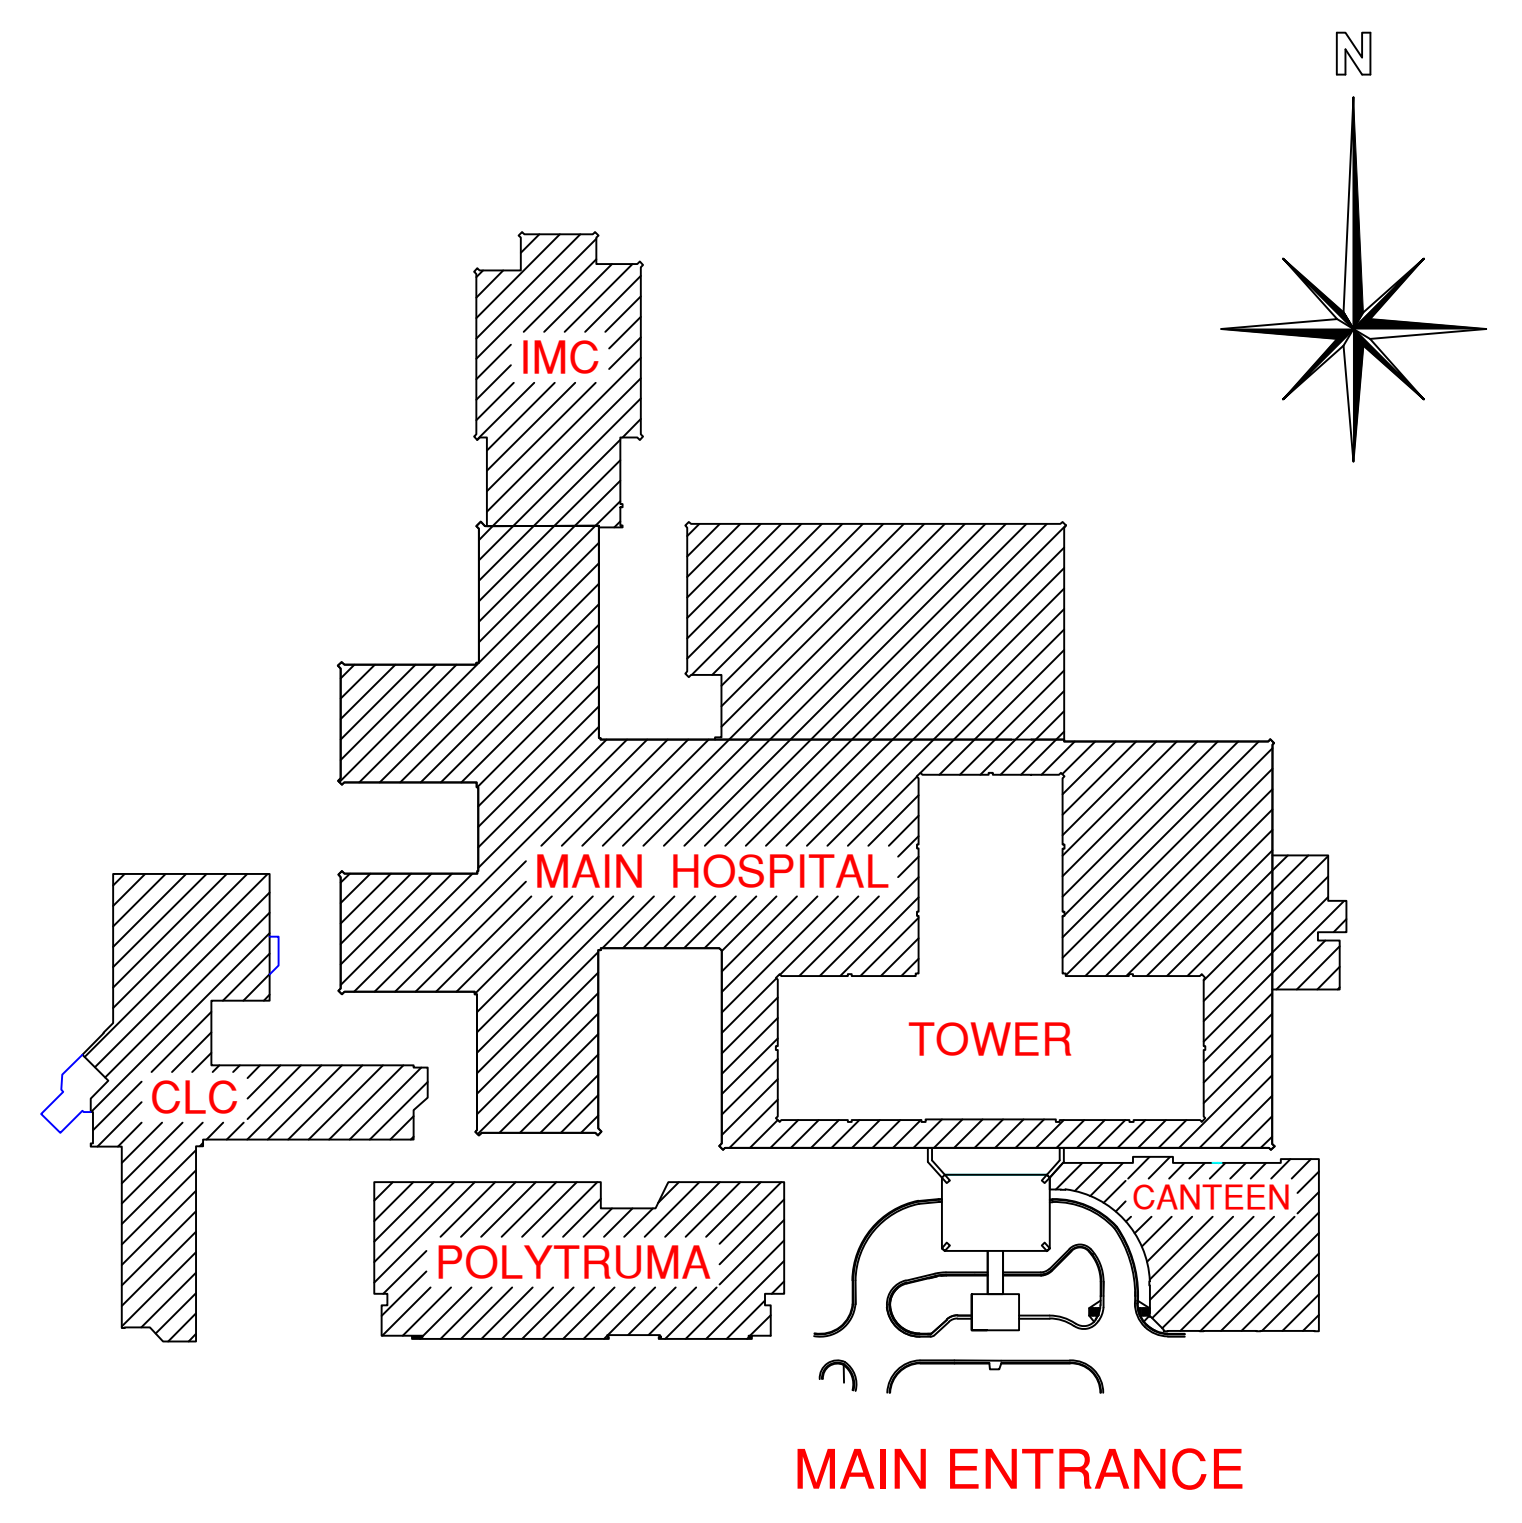 N
IMC
MAIN HOSPITAL
TOWER
CLC
CANTEEN
POLYTRUMA
MAIN ENTRANCE